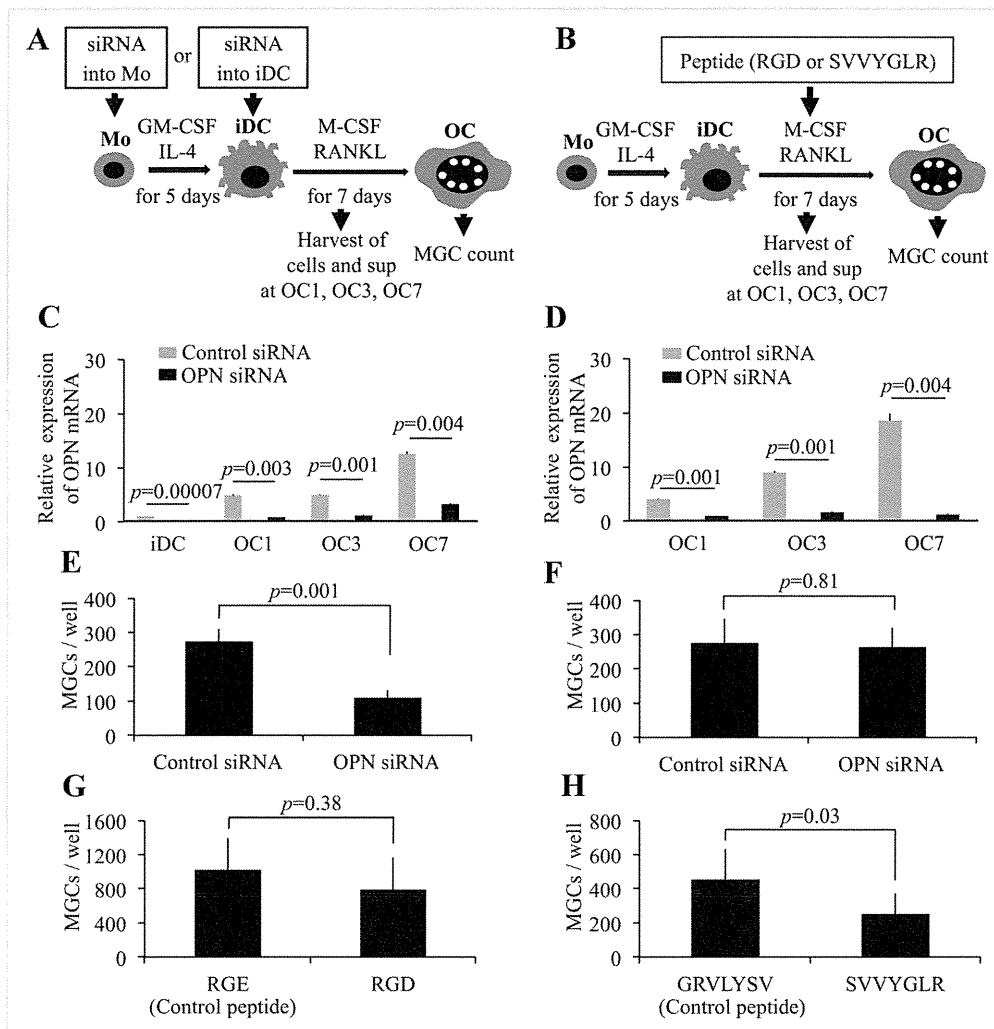 A
siRNA
into Mo
or
siRNA
into iDC
Mo
GM-CSF
IL-4
for 5 days
iDC
M-CSF
RANKL
for 7 days
OC
Harvest of
cells and sup
at OC1, OC3, OC7
MGC count
B
Peptide (RGD or SVVYGLR)
Mo
GM-CSF
IL-4
for 5 days
iDC
M-CSF
RANKL
for 7 days
OC
Harvest of
cells and sup
at OC1, OC3, OC7
MGC count
C
Relative expression
of OPN mRNA
Control siRNA
OPN siRNA
30
20
10
0
p=0.00007
p=0.003
p=0.001
p=0.004
iDC OC1 OC3 OC7
D
Relative expression
of OPN mRNA
Control siRNA
OPN siRNA
30
20
10
0
p=0.001
p=0.001
p=0.004
OC1 OC3 OC7
E
MGCs / well
400
300
200
100
0
p=0.001
Control siRNA OPN siRNA
F
MGCs / well
400
300
200
100
0
p=0.81
Control siRNA OPN siRNA
G
MGCs / well
1600
1200
800
400
0
p=0.38
RGE
(Control peptide)
RGD
H
MGCs / well
800
600
400
200
0
p=0.03
GRVLYSV
(Control peptide)
SVVYGLR